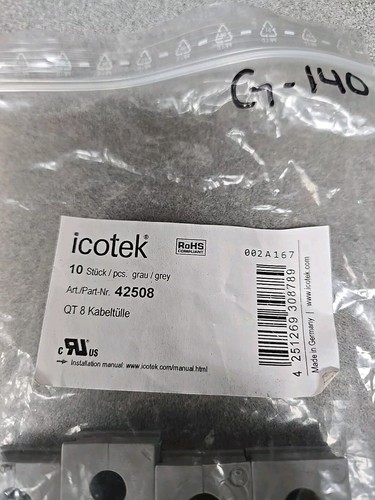 G-140
icotek®
RoHS
COMPLIANT
002A167
10 Stück / pcs. grau / grey
Art./Part-Nr. 42508
QT 8 Kabeltülle
c RU US
Installation manual: www.icotek.com/manual.html
4 251269 308789
Made in Germany | www.icotek.com